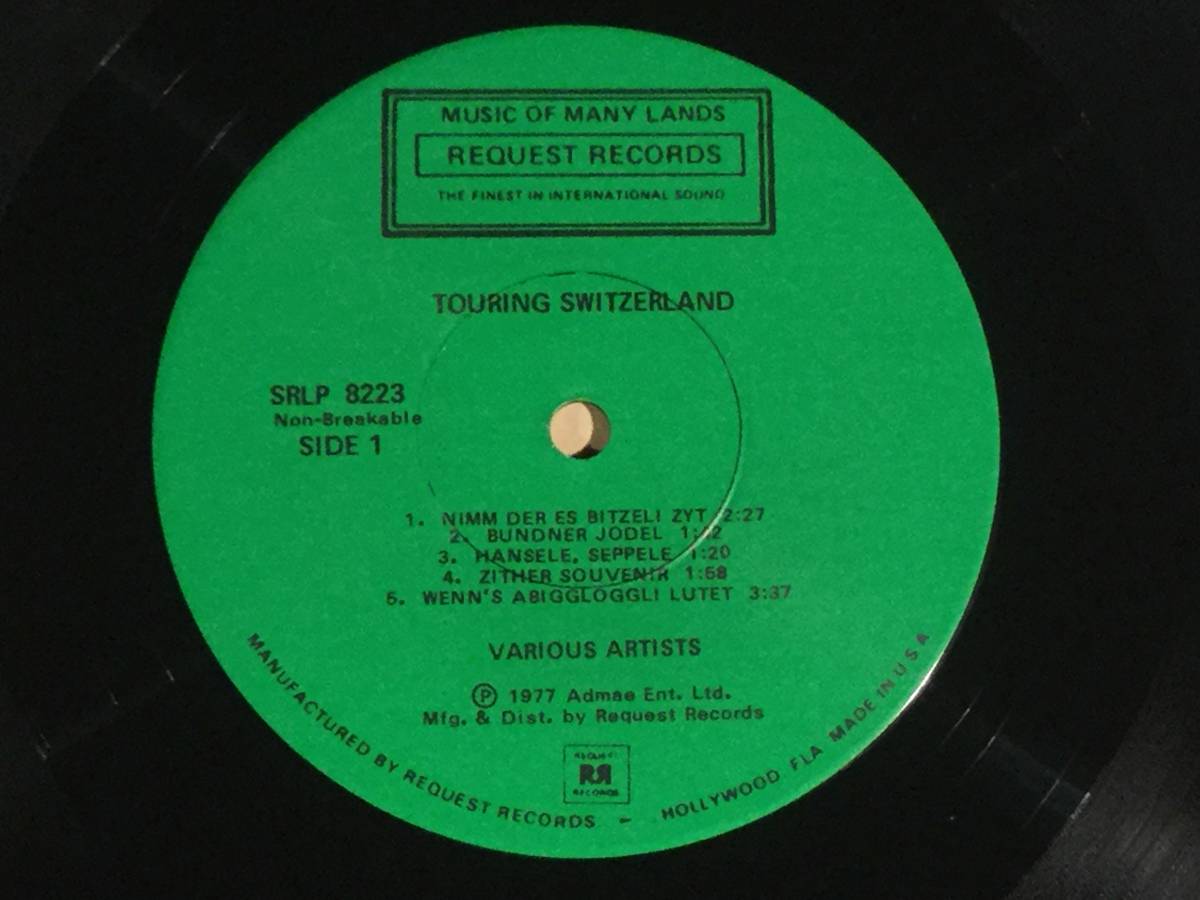 MUSIC OF MANY LANDS
REQUEST RECORDS
THE FINEST IN INTERNATIONAL SOUND
TOURING SWITZERLAND
SRLP 8223
Non-Breakable
SIDE 1
1. NIMM DER ES BITZELI ZYT 2:27
2. BUNDNER JODEL
3. HANSELE, SEPPELE 1:20
4. ZITHER SOUVENIR 1:58
5. WENN'S ABIGGLOGGLI LUTET 3:37
VARIOUS ARTISTS
Ⓟ 1977 Admae Ent. Ltd.
Mfg. & Dist. by Request Records
REQUEST
RR
RECORDS
MANUFACTURED BY REQUEST RECORDS - HOLLYWOOD FLA MADE IN U S A